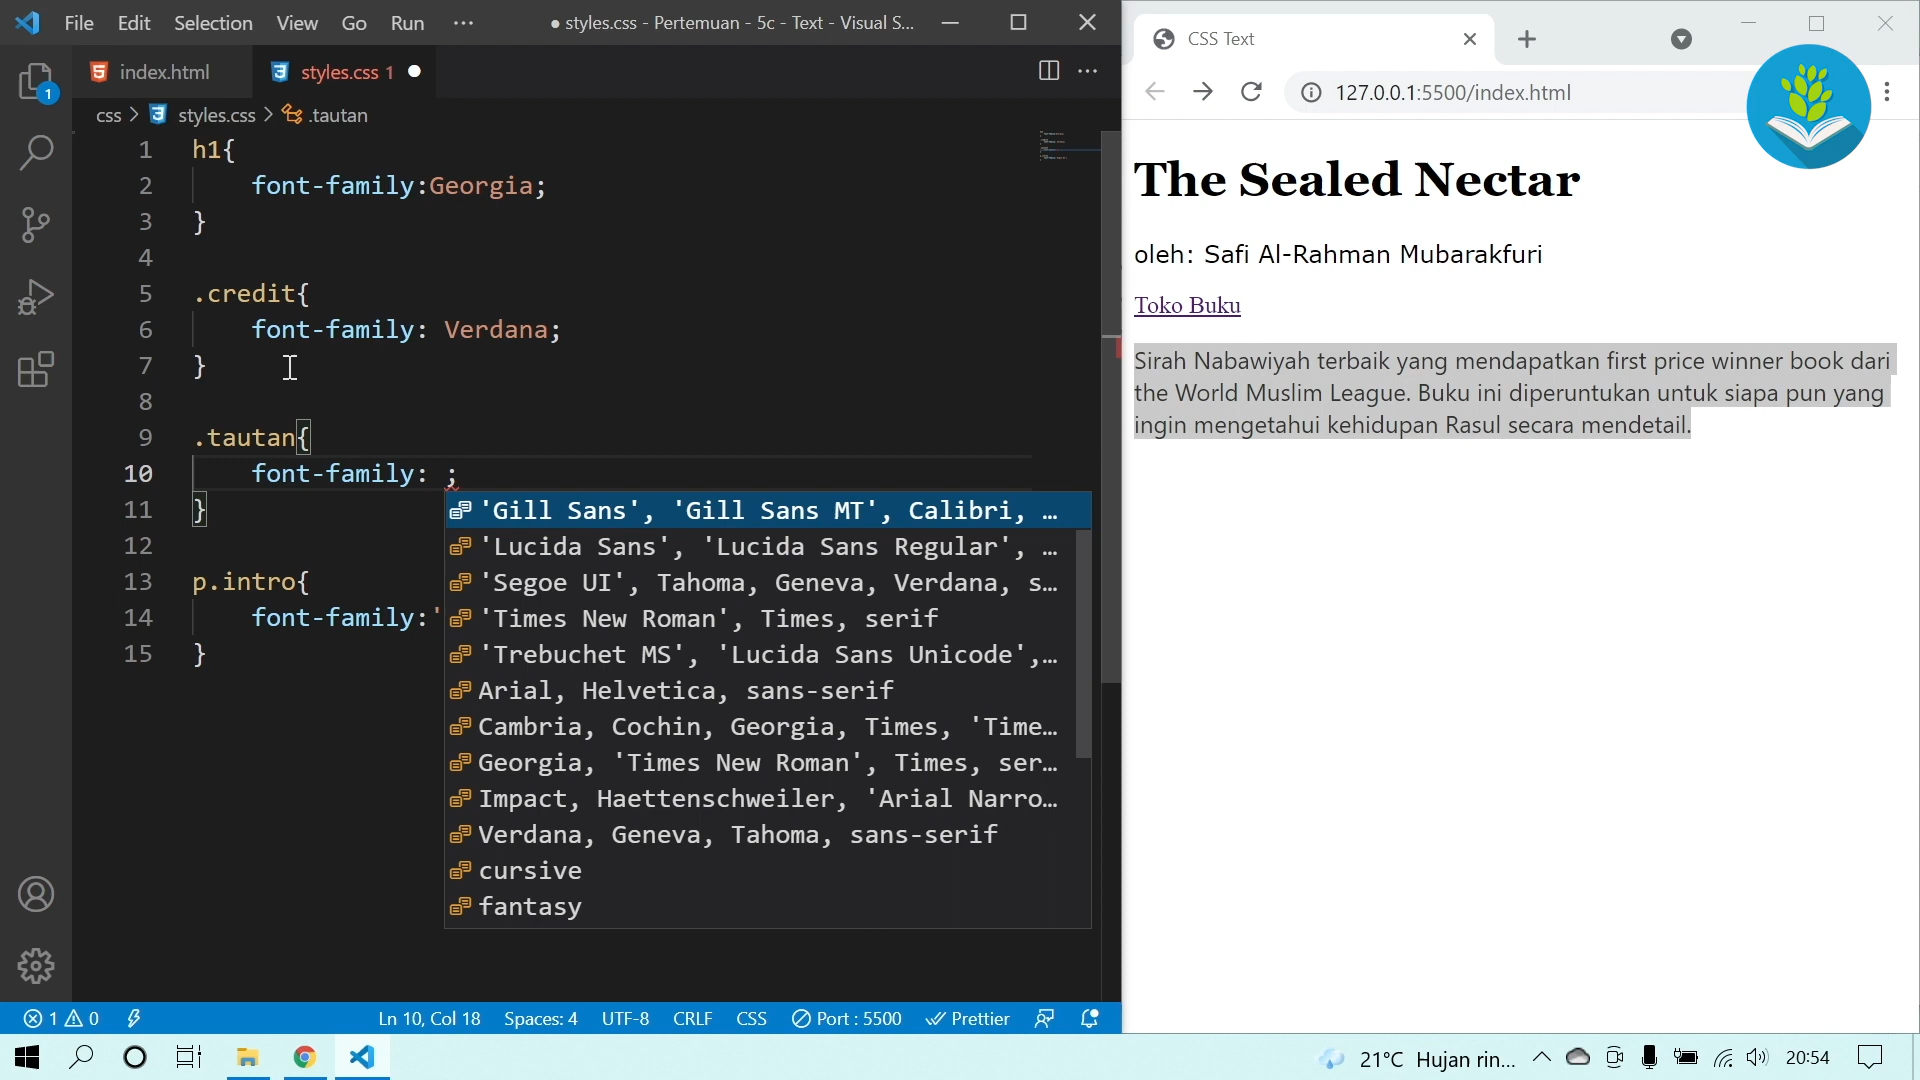 File Edit Selection View Go Run ···
● styles.css - Pertemuan - 5c - Text - Visual S...
index.html
styles.css 1
css > styles.css > .tautan
1 h1{
2 font-family:Georgia;
3 }
4
5 .credit{
6 font-family: Verdana;
7 }
8
9 .tautan{
10 font-family: ;
11 }
12
13 p.intro{
14 font-family:'
15 }
'Gill Sans', 'Gill Sans MT', Calibri, …
'Lucida Sans', 'Lucida Sans Regular', …
'Segoe UI', Tahoma, Geneva, Verdana, s…
'Times New Roman', Times, serif
'Trebuchet MS', 'Lucida Sans Unicode',…
Arial, Helvetica, sans-serif
Cambria, Cochin, Georgia, Times, 'Time…
Georgia, 'Times New Roman', Times, ser…
Impact, Haettenschweiler, 'Arial Narro…
Verdana, Geneva, Tahoma, sans-serif
cursive
fantasy
1
1 0 Ln 10, Col 18 Spaces: 4 UTF-8 CRLF CSS Port : 5500 Prettier
CSS Text
127.0.0.1:5500/index.html
The Sealed Nectar
oleh: Safi Al-Rahman Mubarakfuri
Toko Buku
Sirah Nabawiyah terbaik yang mendapatkan first price winner book dari
the World Muslim League. Buku ini diperuntukan untuk siapa pun yang
ingin mengetahui kehidupan Rasul secara mendetail.
21°C Hujan rin... 20:54